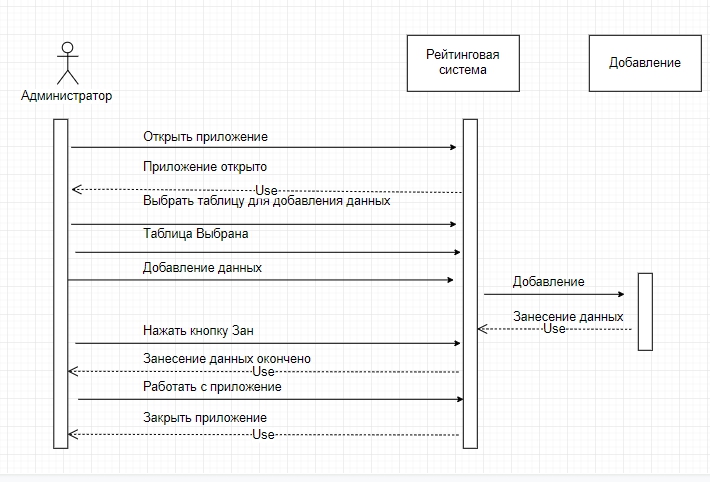 Администратор
Рейтинговая
система
Добавление
Открыть приложение
Приложение открыто
Use
Выбрать таблицу для добавления данных
Таблица Выбрана
Добавление данных
Добавление
Занесение данных
Use
Нажать кнопку Зан
Занесение данных окончено
Use
Работать с приложение
Закрыть приложение
Use